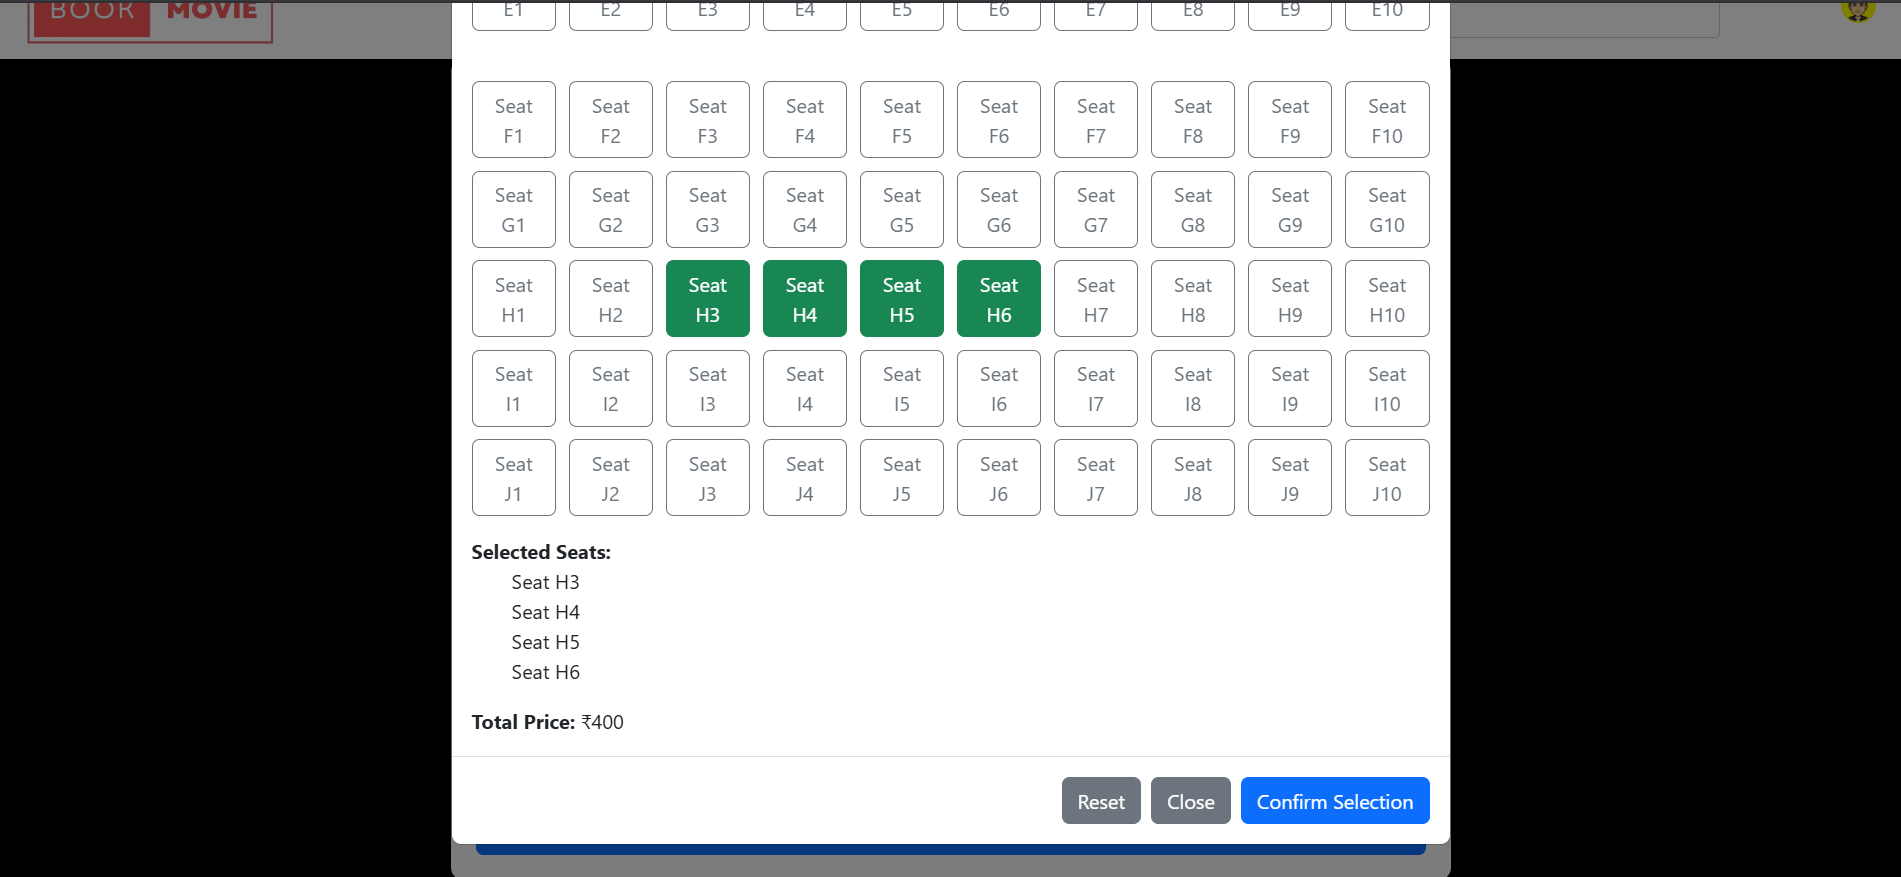 BOOK MOVIE
E1 E2 E3 E4 E5 E6 E7 E8 E9 E10
Seat Seat Seat Seat Seat Seat Seat Seat Seat Seat
F1 F2 F3 F4 F5 F6 F7 F8 F9 F10
Seat Seat Seat Seat Seat Seat Seat Seat Seat Seat
G1 G2 G3 G4 G5 G6 G7 G8 G9 G10
Seat Seat Seat Seat Seat Seat Seat Seat Seat Seat
H1 H2 H3 H4 H5 H6 H7 H8 H9 H10
Seat Seat Seat Seat Seat Seat Seat Seat Seat Seat
I1 I2 I3 I4 I5 I6 I7 I8 I9 I10
Seat Seat Seat Seat Seat Seat Seat Seat Seat Seat
J1 J2 J3 J4 J5 J6 J7 J8 J9 J10
Selected Seats:
Seat H3
Seat H4
Seat H5
Seat H6
Total Price: ₹400
Reset Close Confirm Selection